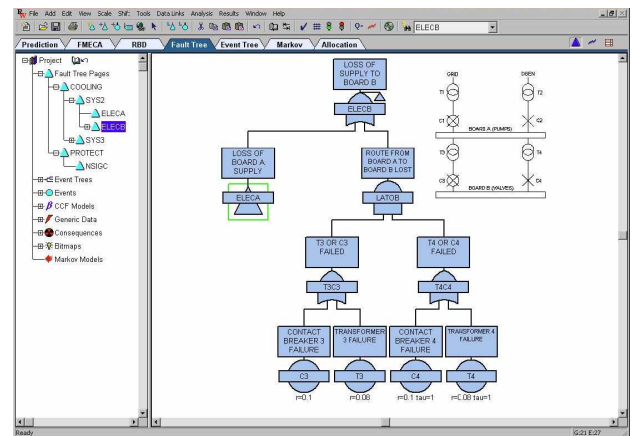 File Add Edit View Scale Shift Tools Data Links Analysis Results Window Help
ELECB
Prediction FMECA RBD Fault Tree Event Tree Markov Allocation
Project
Fault Tree Pages
COOLING
SYS2
ELECA
ELECB
SYS3
PROTECT
NSIGC
Event Trees
Events
CCF Models
Generic Data
Consequences
Bitmaps
Markov Models
LOSS OF
SUPPLY TO
BOARD B
ELECB
LOSS OF
BOARD A
SUPPLY
ELECA
ROUTE FROM
BOARD A TO
BOARD B LOST
LATOB
T3 OR C3
FAILED
T3C3
T4 OR C4
FAILED
T4C4
CONTACT
BREAKER 3
FAILURE
C3
r=0.1
TRANSFORMER
3 FAILURE
T3
r=0.08
CONTACT
BREAKER 4
FAILURE
C4
r=0.1 tau=1
TRANSFORMER 4
FAILURE
T4
r=0.08 tau=1
GRID DGEN
T1 T2
C1 C2
BOARD A (PUMPS)
T3 T4
C3 C4
BOARD B (VALVES)
Ready
G:21 E:27